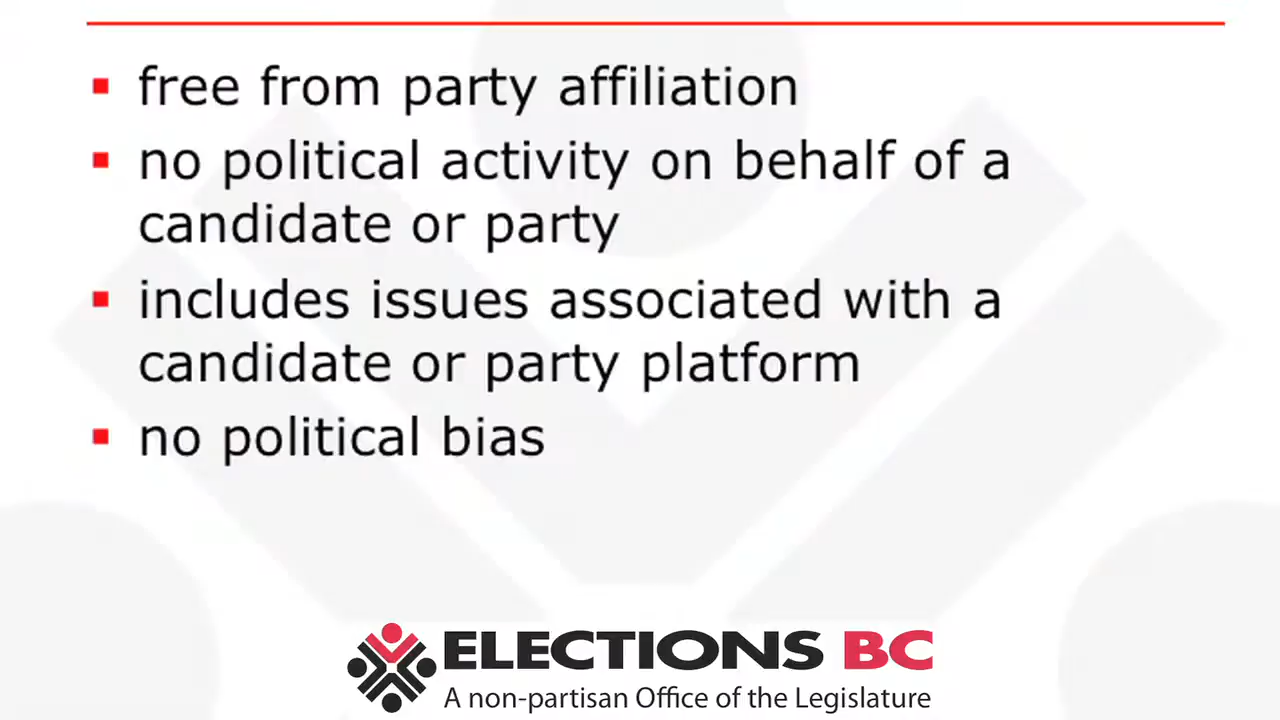 free from party affiliation
no political activity on behalf of a
candidate or party
includes issues associated with a
candidate or party platform
no political bias
ELECTIONS BC
A non-partisan Office of the Legislature